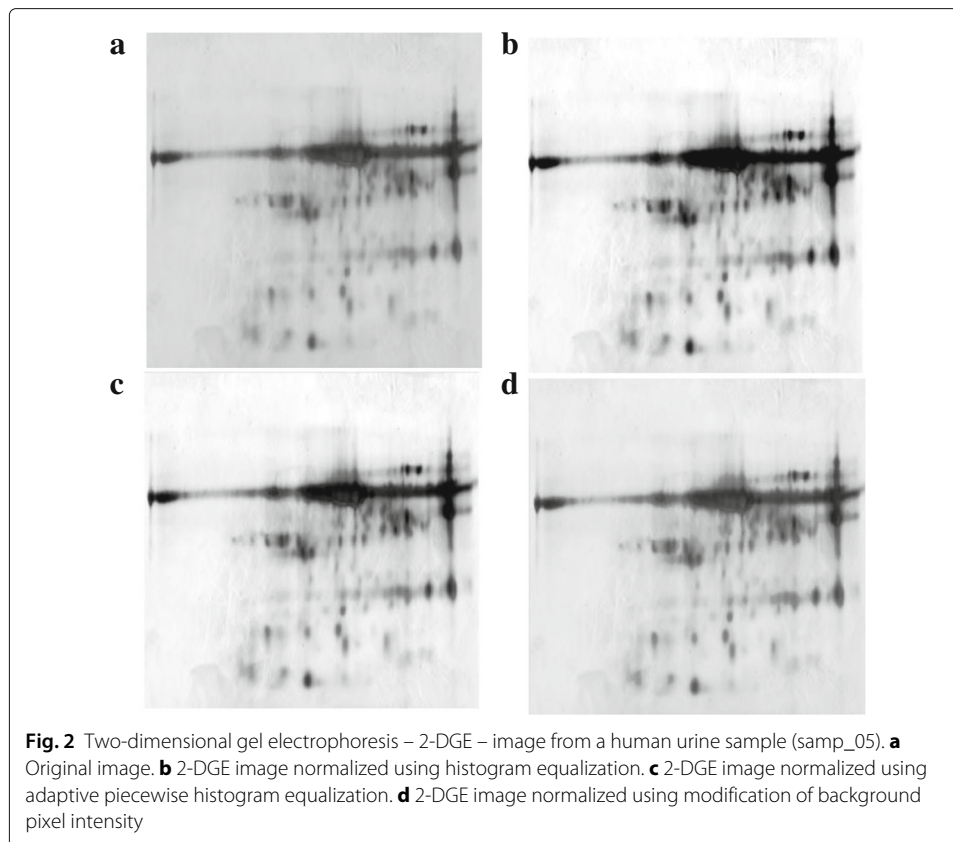 a
b
c
d
Fig. 2 Two-dimensional gel electrophoresis – 2-DGE – image from a human urine sample (samp_05). a
Original image. b 2-DGE image normalized using histogram equalization. c 2-DGE image normalized using
adaptive piecewise histogram equalization. d 2-DGE image normalized using modification of background
pixel intensity